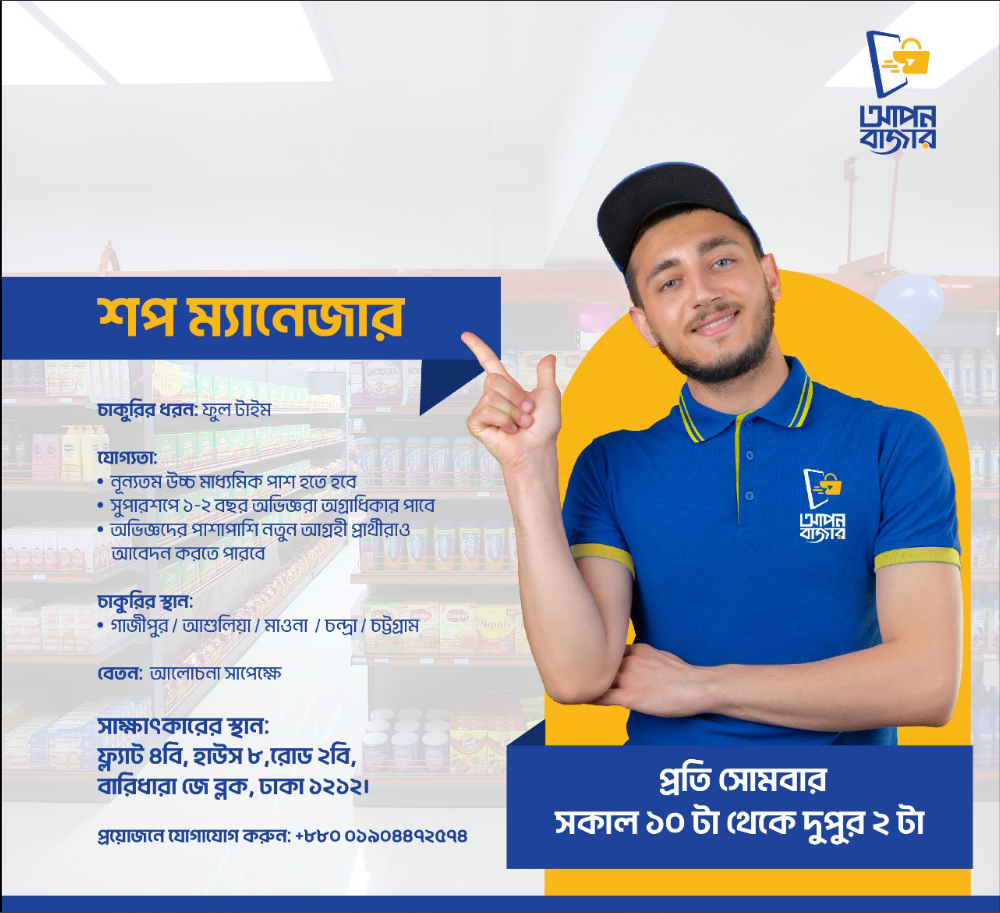 আপন
বাজার
শপ ম্যানেজার
চাকুরির ধরন: ফুল টাইম
যোগ্যতা:
• নূন্যতম উচ্চ মাধ্যমিক পাশ হতে হবে
• সুপারশপে ১-২ বছর অভিজ্ঞরা অগ্রাধিকার পাবে
• অভিজ্ঞদের পাশাপাশি নতুন আগ্রহী প্রার্থীরাও
আবেদন করতে পারবে
চাকুরির স্থান:
• গাজীপুর / আশুলিয়া / মাওনা / চন্দ্রা / চট্টগ্রাম
বেতন: আলোচনা সাপেক্ষে
সাক্ষাৎকারের স্থান:
ফ্ল্যাট ৪বি, হাউস ৮,রোড ২বি,
বারিধারা জে ব্লক, ঢাকা ১২১২।
প্রয়োজনে যোগাযোগ করুন: +৮৮০ ০১৯০৪৪৭২৫৭৪
আপন
বাজার
প্রতি সোমবার
সকাল ১০ টা থেকে দুপুর ২ টা